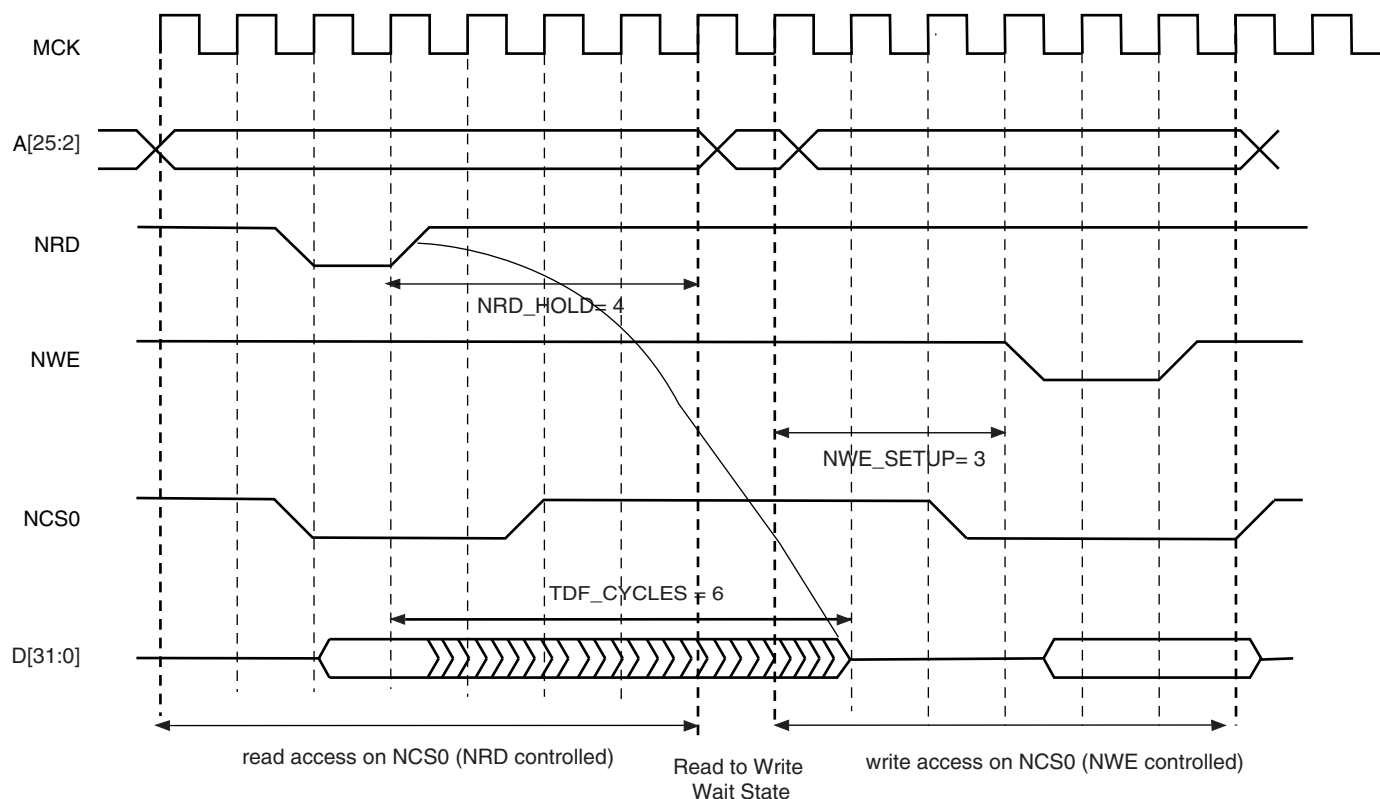 MCK
A[25:2]
NRD
NRD_HOLD= 4
NWE
NWE_SETUP= 3
NCS0
TDF_CYCLES = 6
D[31:0]
read access on NCS0 (NRD controlled)
Read to Write
Wait State
write access on NCS0 (NWE controlled)